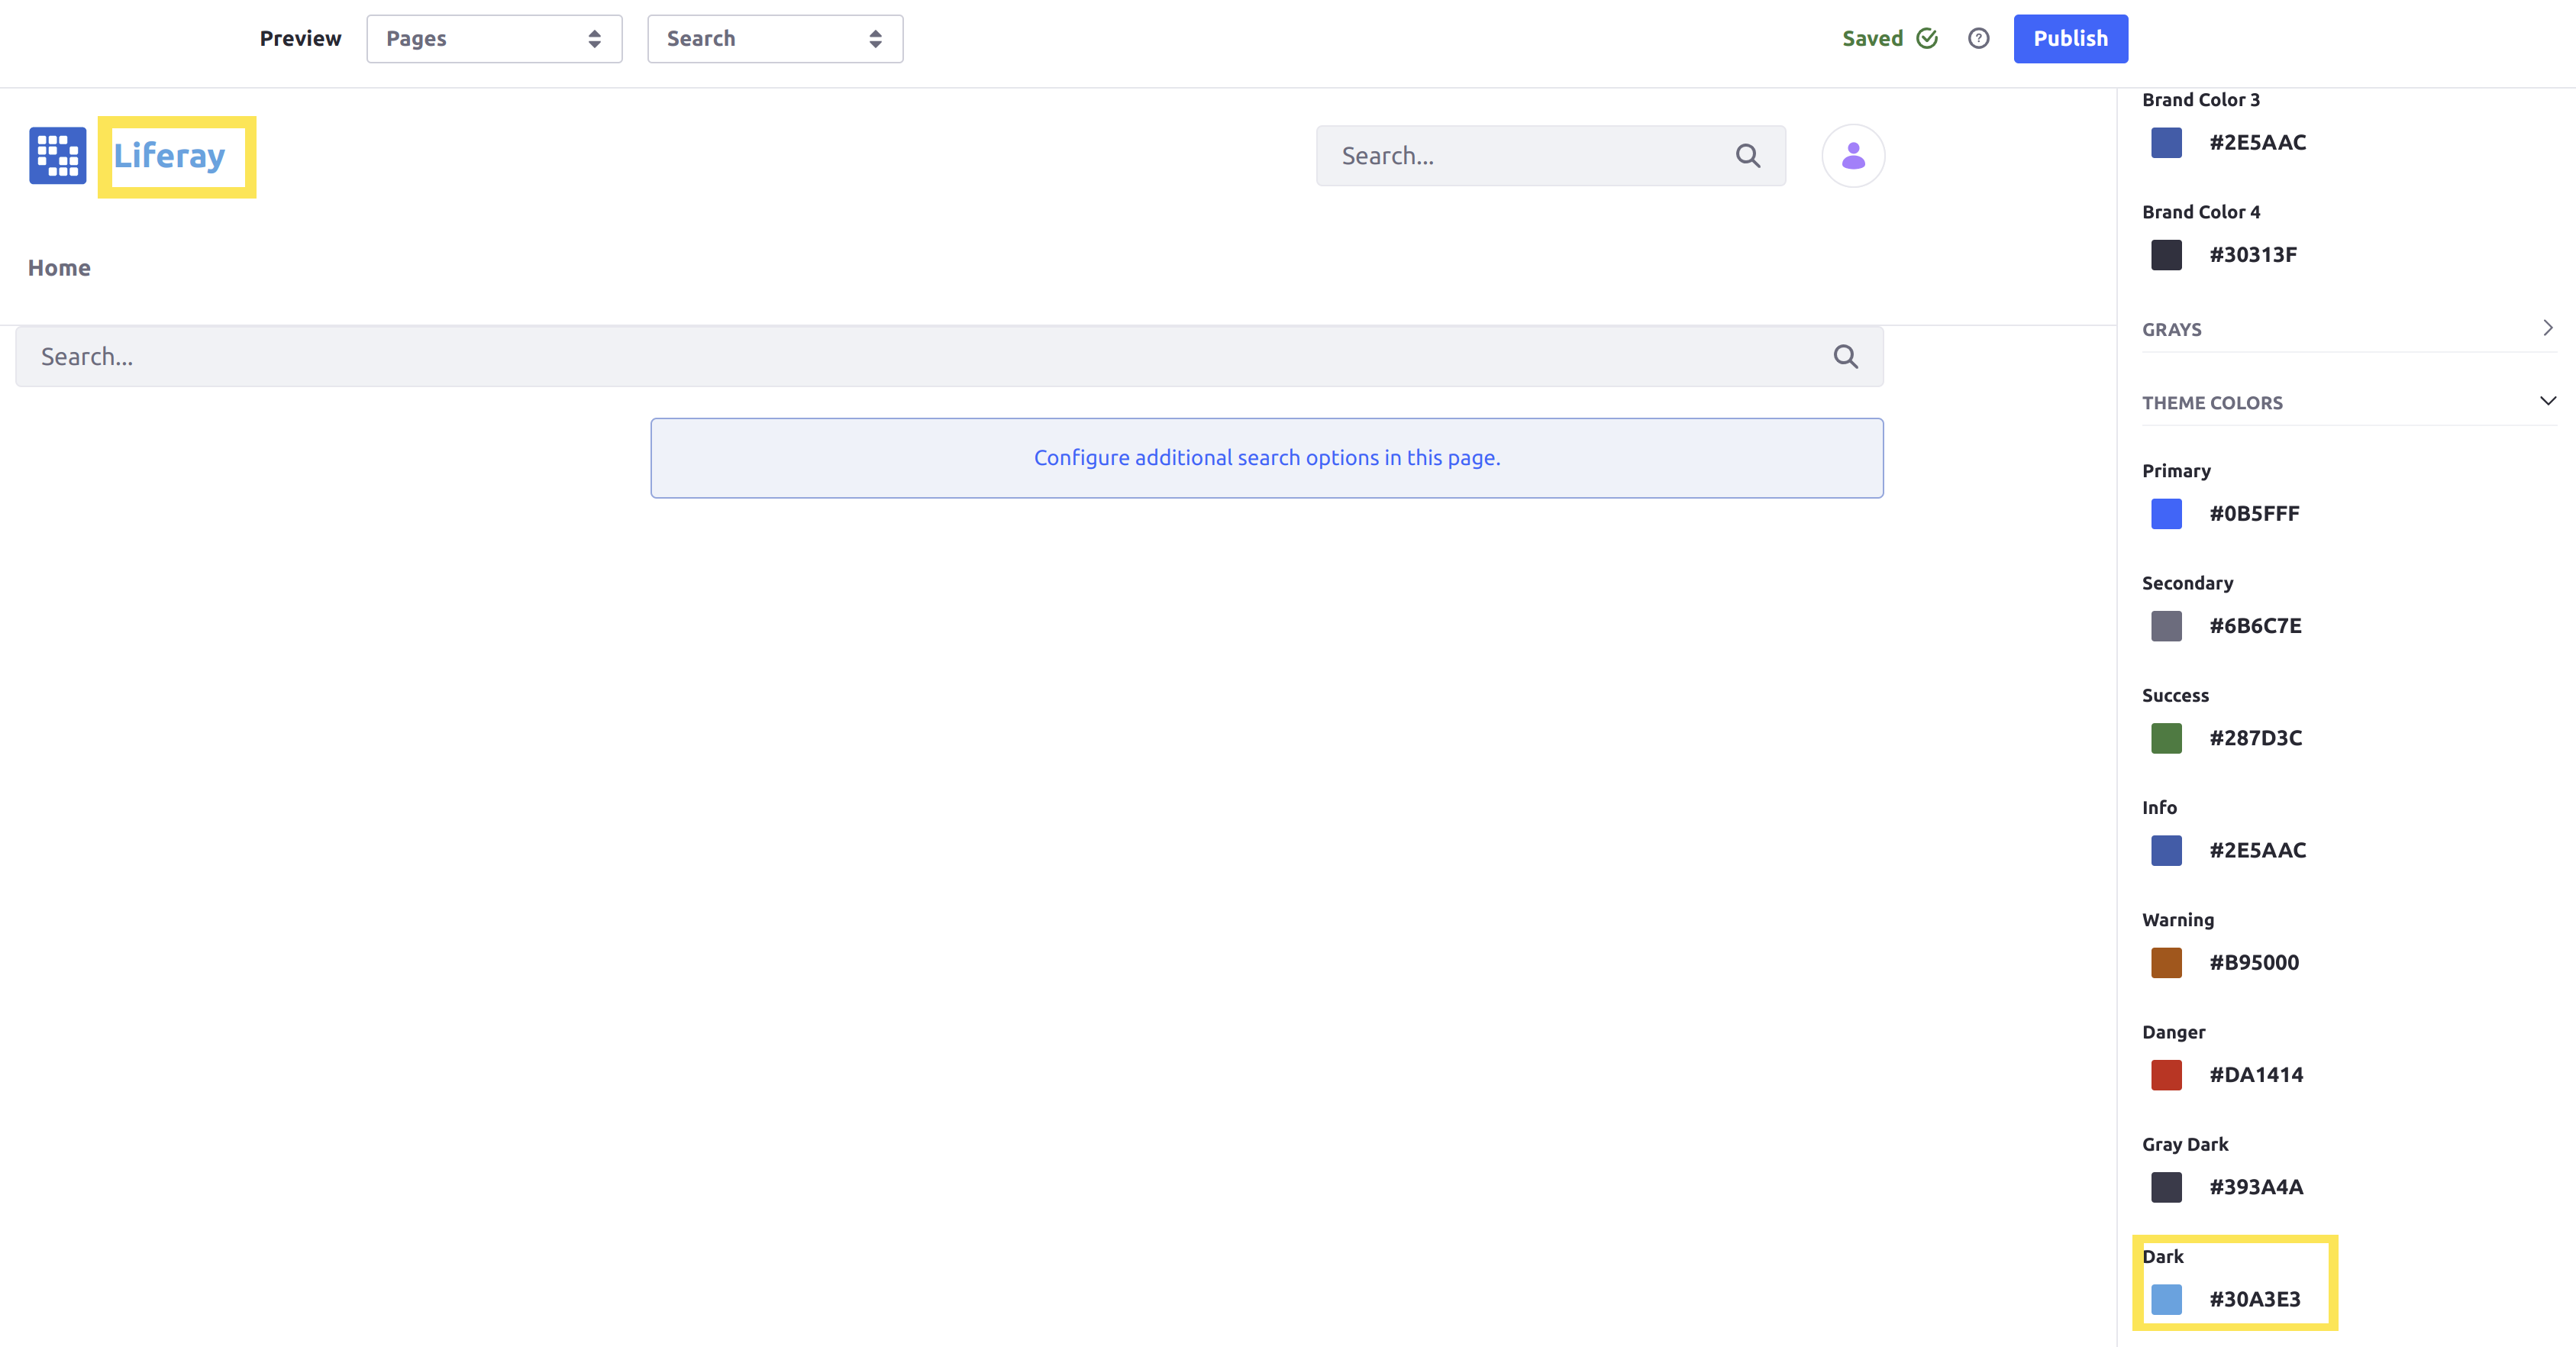 Preview Pages Search Saved Publish
Liferay
Search...
Home
Search...
Configure additional search options in this page.
Brand Color 3
#2E5AAC
Brand Color 4
#30313F
GRAYS
THEME COLORS
Primary
#0B5FFF
Secondary
#6B6C7E
Success
#287D3C
Info
#2E5AAC
Warning
#B95000
Danger
#DA1414
Gray Dark
#393A4A
Dark
#30A3E3